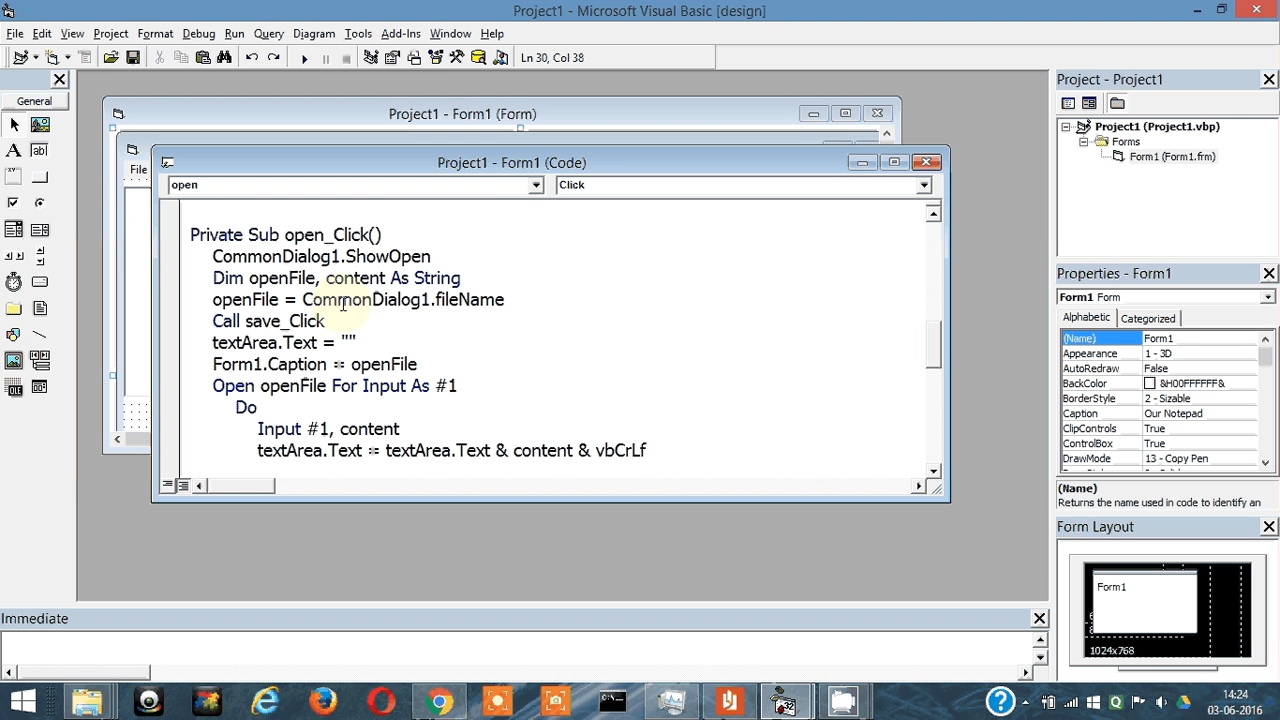 Project1 - Microsoft Visual Basic [design]
File Edit View Project Format Debug Run Query Diagram Tools Add-Ins Window Help
Ln 30, Col 38
General
Project1 - Form1 (Form)
File
Project1 - Form1 (Code)
open
Click
Private Sub open_Click()
CommonDialog1.ShowOpen
Dim openFile, content As String
openFile = CommonDialog1.fileName
Call save_Click
textArea.Text = ""
Form1.Caption = openFile
Open openFile For Input As #1
Do
Input #1, content
textArea.Text = textArea.Text & content & vbCrLf
Project - Project1
Project1 (Project1.vbp)
Forms
Form1 (Form1.frm)
Properties - Form1
Form1 Form
Alphabetic Categorized
(Name) Form1
Appearance 1 - 3D
AutoRedraw False
BackColor &H00FFFFFF&
BorderStyle 2 - Sizable
Caption Our Notepad
ClipControls True
ControlBox True
DrawMode 13 - Copy Pen
(Name)
Returns the name used in code to identify an
Form Layout
Form1
1024x768
Immediate
14:24
03-06-2016